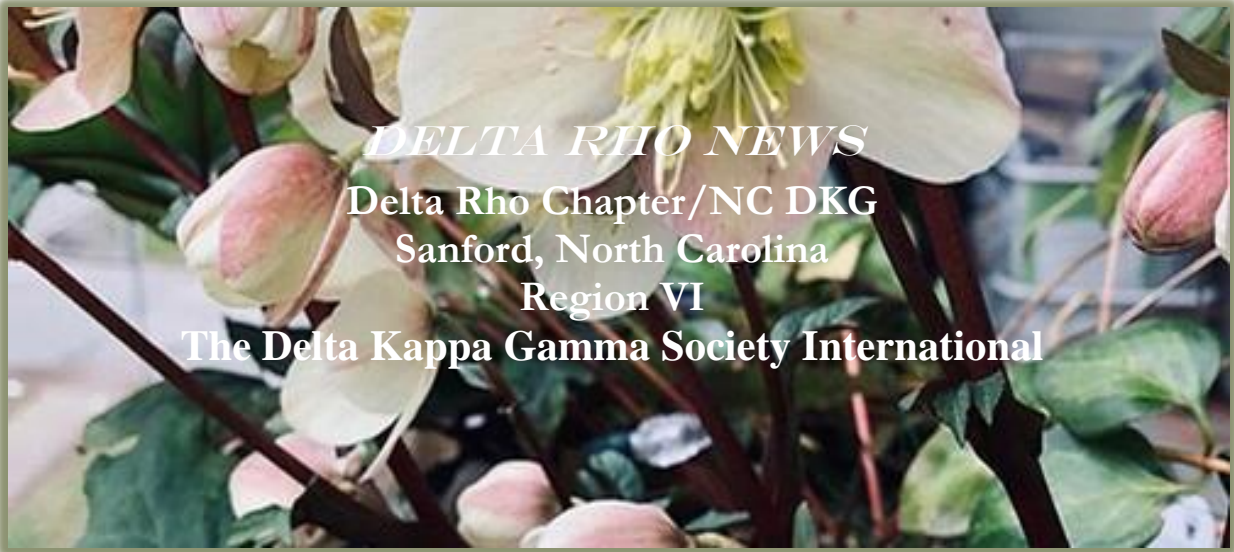 DELTA RHO NEWS
Delta Rho Chapter/NC DKG
Sanford, North Carolina
Region VI
The Delta Kappa Gamma Society International